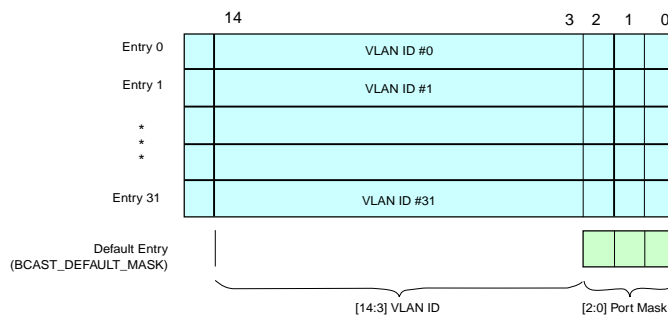 14 3 2 1 0
Entry 0 VLAN ID #0
Entry 1 VLAN ID #1
*
*
*
Entry 31 VLAN ID #31
Default Entry
(BCAST_DEFAULT_MASK)
[14:3] VLAN ID [2:0] Port Mask